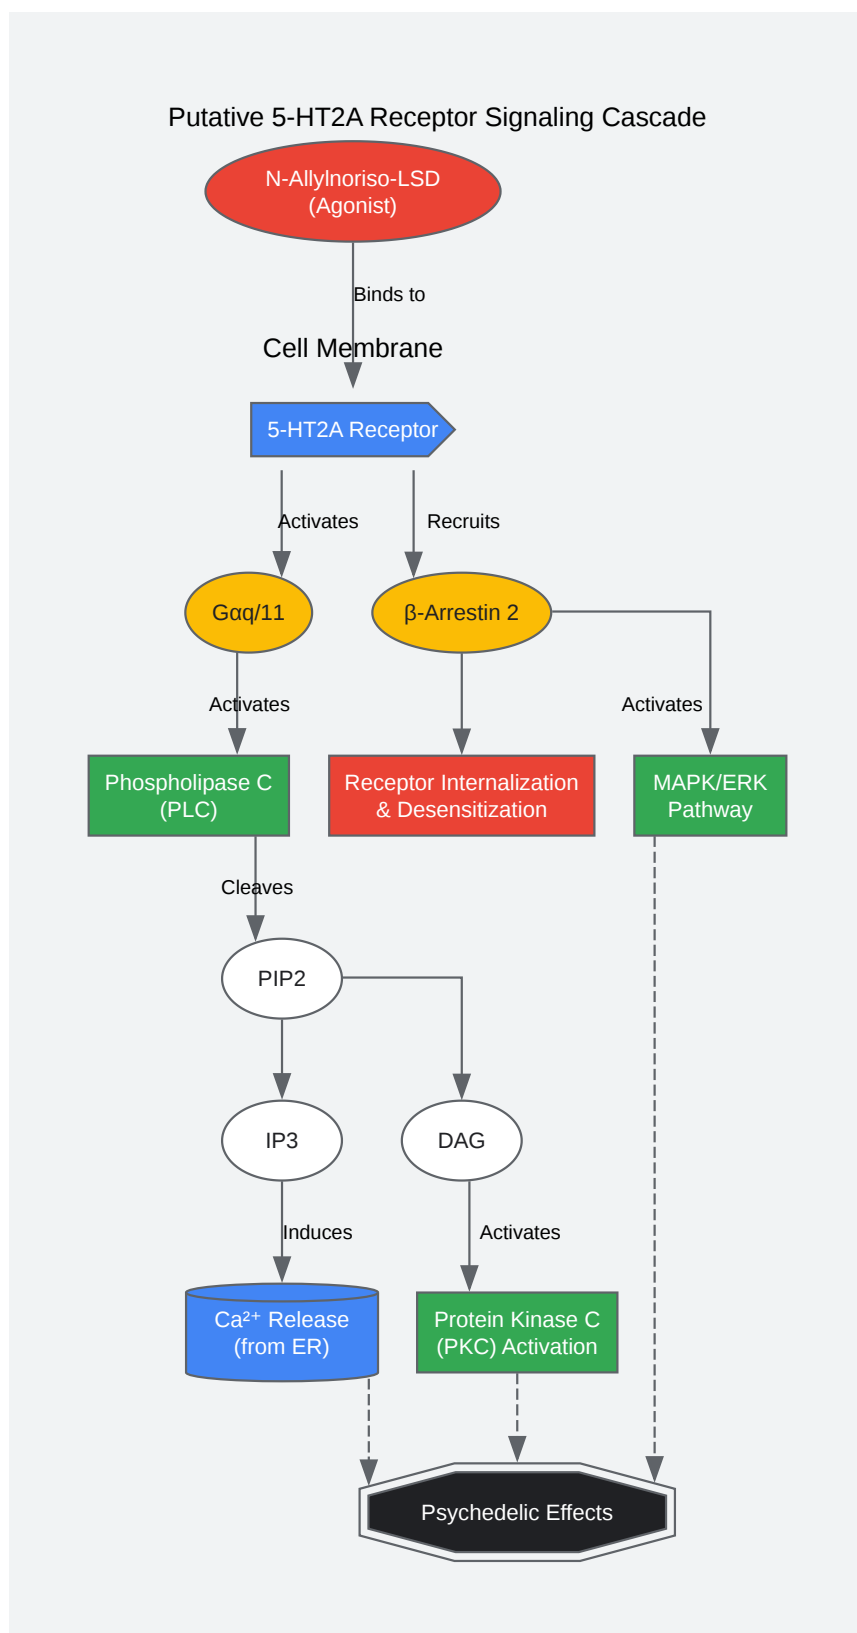 Putative 5-HT2A Receptor Signaling Cascade
N-Allylnoriso-LSD
(Agonist)
Binds to
Cell Membrane
5-HT2A Receptor
Activates
Recruits
Gαq/11
β-Arrestin 2
Activates
Activates
Phospholipase C
(PLC)
Receptor Internalization
& Desensitization
MAPK/ERK
Pathway
Cleaves
PIP2
IP3
DAG
Induces
Activates
Ca²⁺ Release
(from ER)
Protein Kinase C
(PKC) Activation
Psychedelic Effects